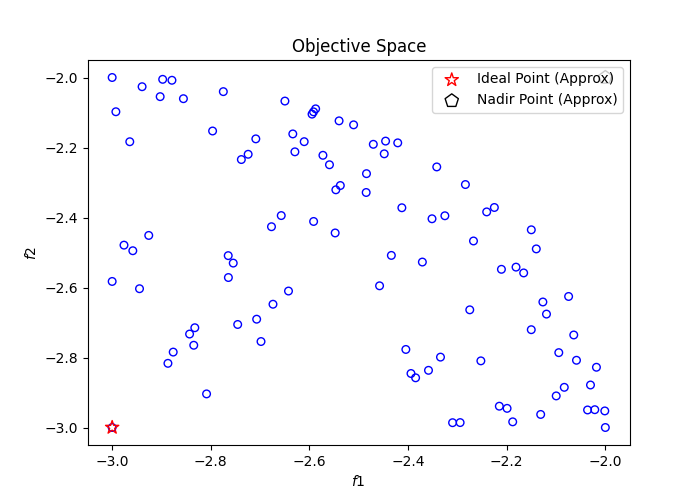 Objective Space
−2.0
−2.2
−2.4
−2.6
−2.8
−3.0
f2
Ideal Point (Approx)
Nadir Point (Approx)
−3.0 −2.8 −2.6 −2.4 −2.2 −2.0
f1